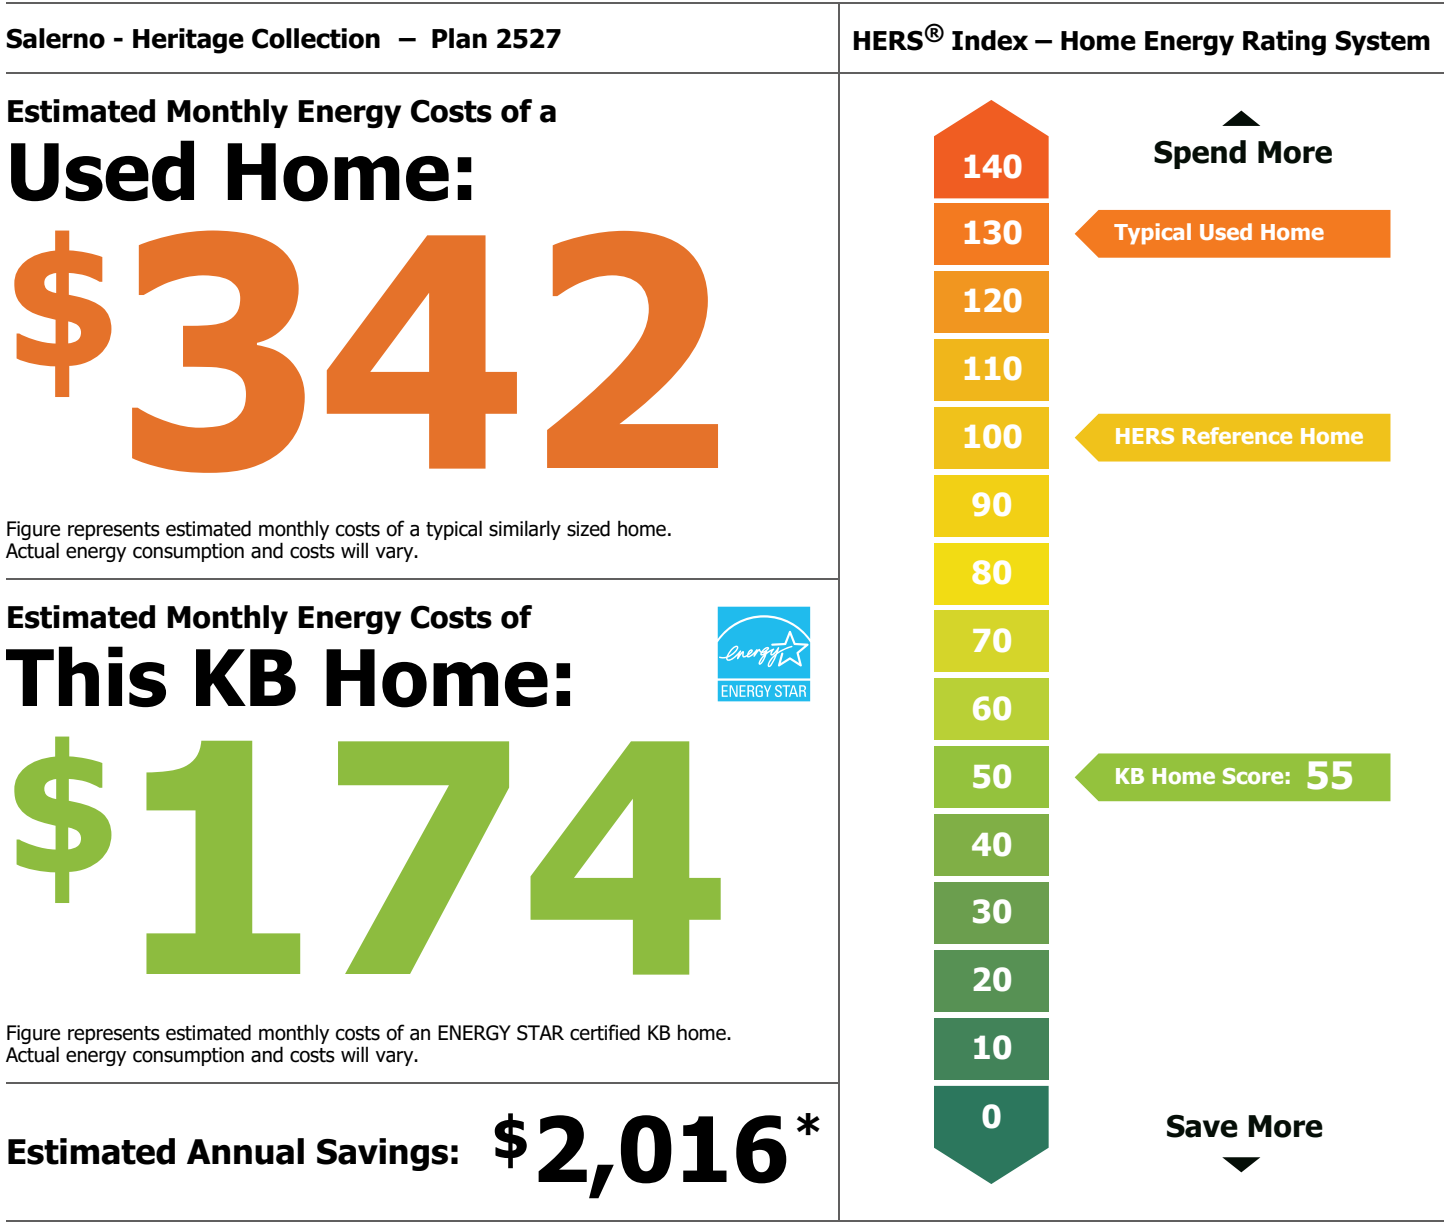 Salerno - Heritage Collection – Plan 2527
HERS® Index – Home Energy Rating System
Estimated Monthly Energy Costs of a
Used Home:
$342
Figure represents estimated monthly costs of a typical similarly sized home.
Actual energy consumption and costs will vary.
Estimated Monthly Energy Costs of
This KB Home:
energy
ENERGY STAR
$174
Figure represents estimated monthly costs of an ENERGY STAR certified KB home.
Actual energy consumption and costs will vary.
Estimated Annual Savings: $2,016*
Spend More
140
130 Typical Used Home
120
110
100 HERS Reference Home
90
80
70
60
50 KB Home Score: 55
40
30
20
10
0
Save More